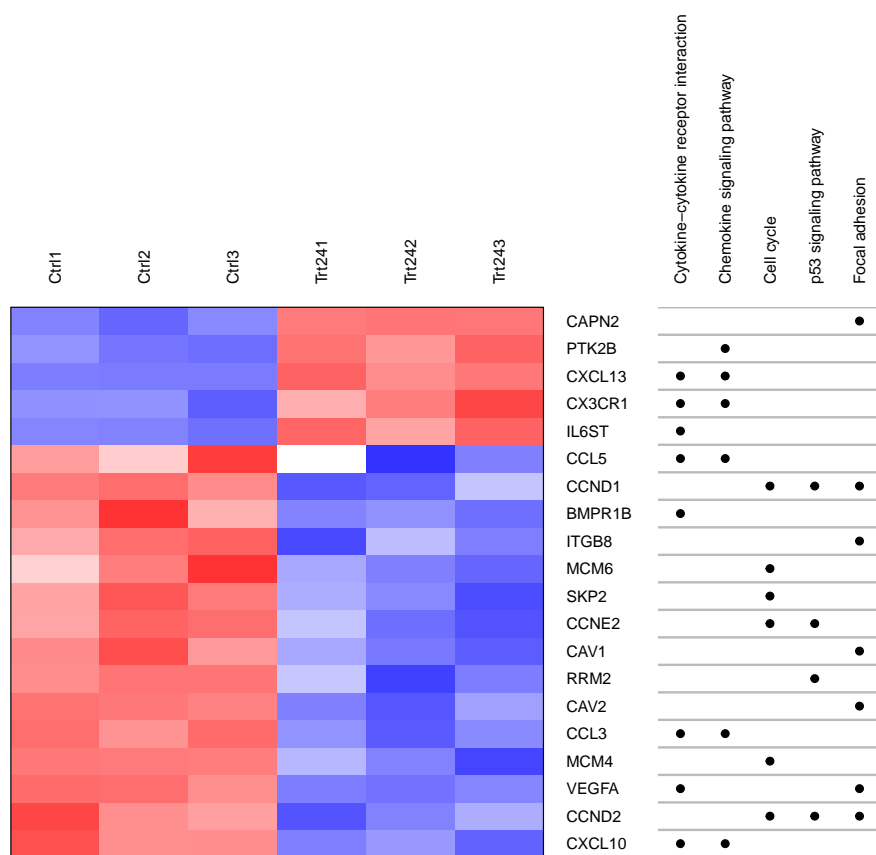 Ctrl1
Ctrl2
Ctrl3
Trt241
Trt242
Trt243
Cytokine−cytokine receptor interaction
Chemokine signaling pathway
Cell cycle
p53 signaling pathway
Focal adhesion
CAPN2
PTK2B
CXCL13
CX3CR1
IL6ST
CCL5
CCND1
BMPR1B
ITGB8
MCM6
SKP2
CCNE2
CAV1
RRM2
CAV2
CCL3
MCM4
VEGFA
CCND2
CXCL10